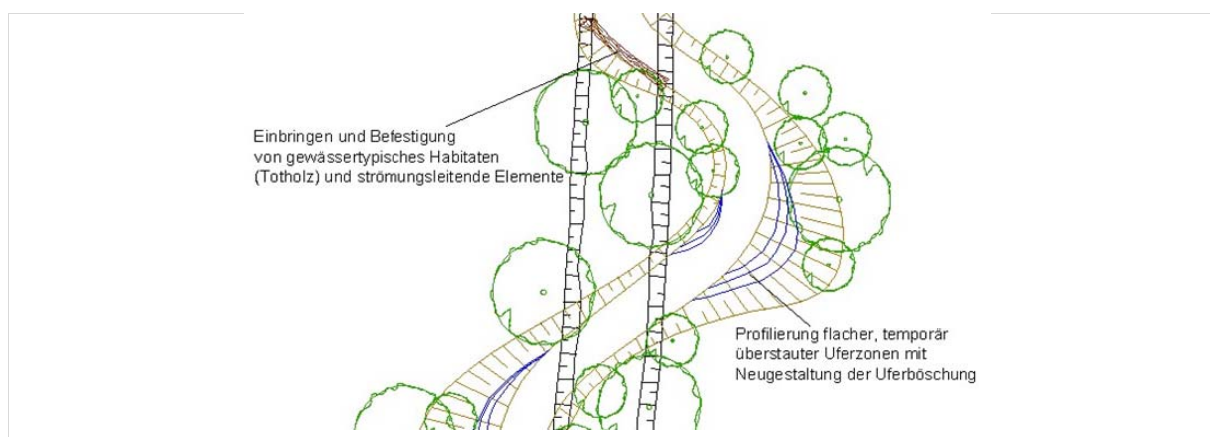 Einbringen und Befestigung
von gewässertypisches Habitaten
(Totholz) und strömungsleitende Elemente
Profilierung flacher, temporär
überstauter Uferzonen mit
Neugestaltung der Uferböschung